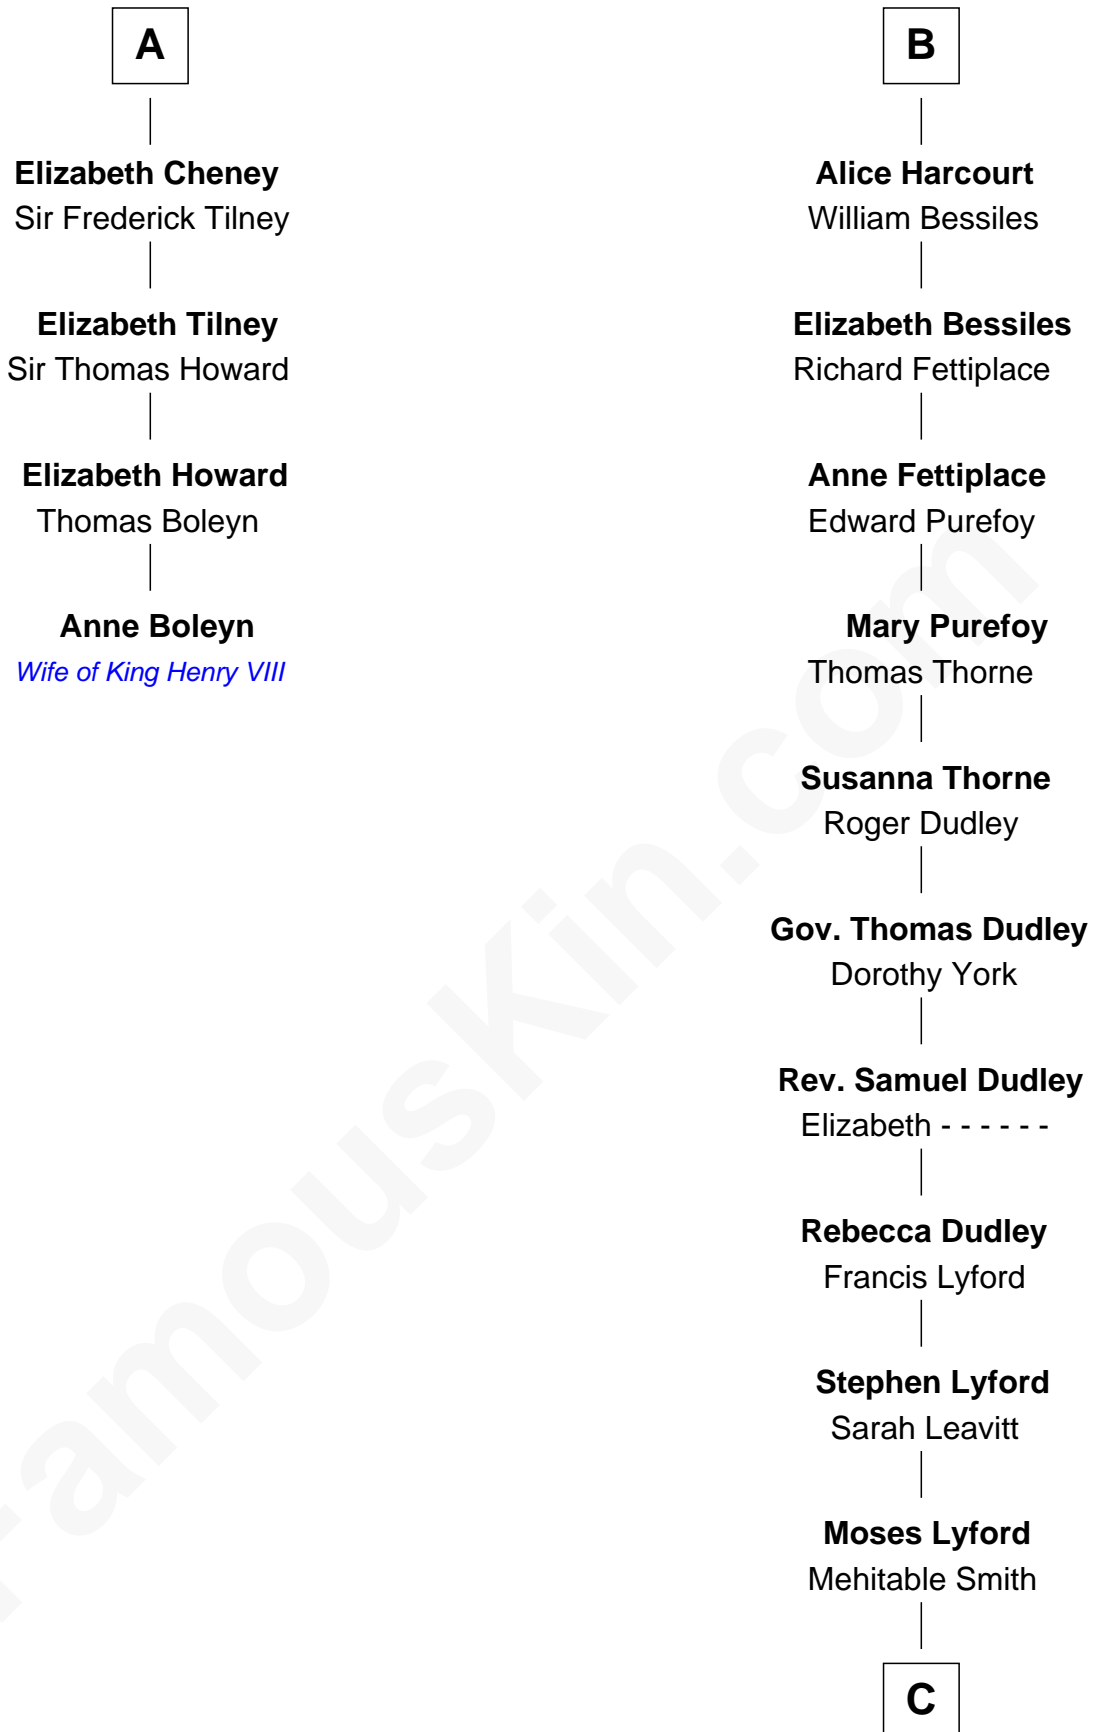 A
Elizabeth Cheney
Sir Frederick Tilney
Elizabeth Tilney
Sir Thomas Howard
Elizabeth Howard
Thomas Boleyn
Anne Boleyn
Wife of King Henry VIII
B
Alice Harcourt
William Bessiles
Elizabeth Bessiles
Richard Fettiplace
Anne Fettiplace
Edward Purefoy
Mary Purefoy
Thomas Thorne
Susanna Thorne
Roger Dudley
Gov. Thomas Dudley
Dorothy York
Rev. Samuel Dudley
Elizabeth - - - - - -
Rebecca Dudley
Francis Lyford
Stephen Lyford
Sarah Leavitt
Moses Lyford
Mehitable Smith
C
FamousKin.com